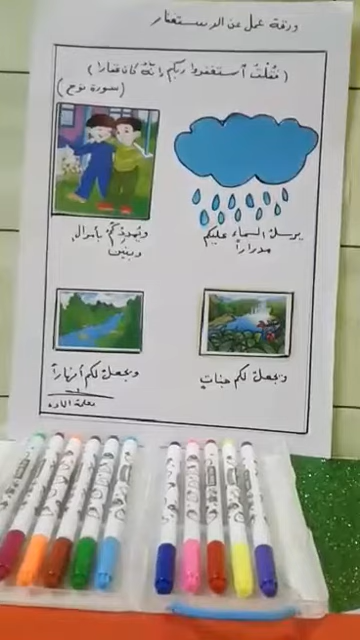 ورقة عمل عن الاستغفار
( فقلت استغفروا ربكم إنه كان غفارا )
( سورة نوح )
يرسل السماء عليكم
مدراراً
ويمددكم بأموال
وبنين
ويجعل لكم جنات
ويجعل لكم أنهاراً
معلمة المادة